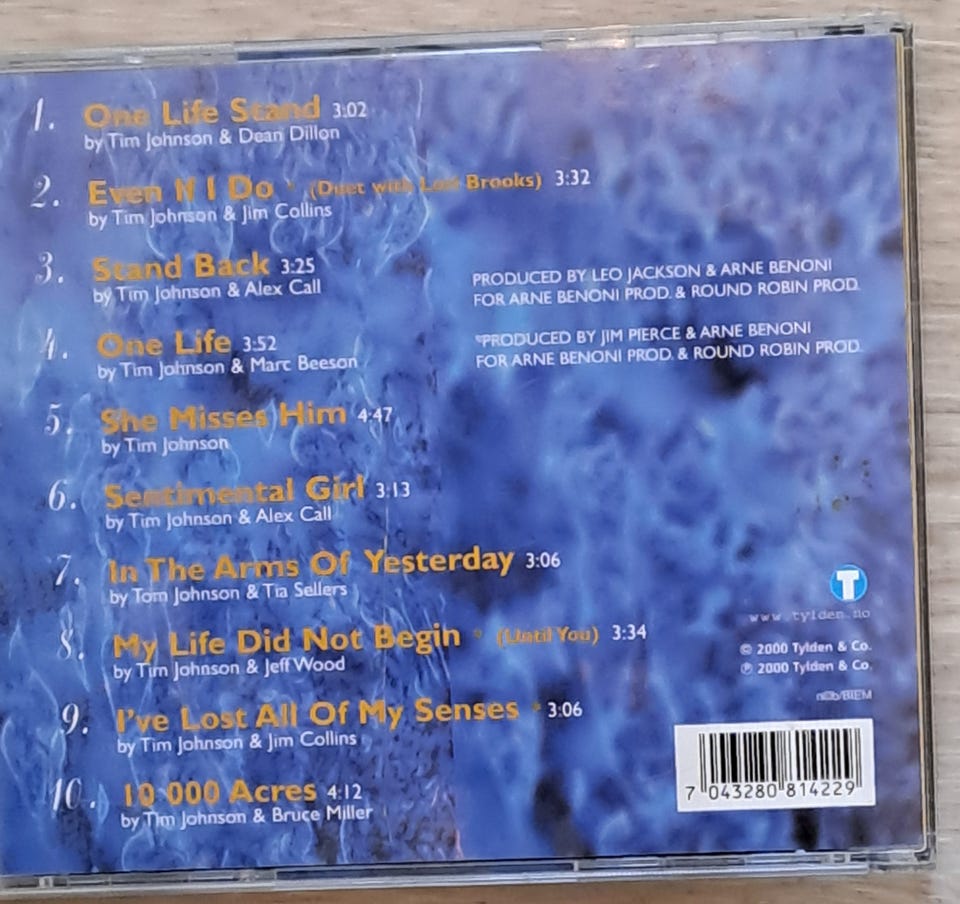 1. One Life Stand 3:02
by Tim Johnson & Dean Dillon
2. Even If I Do * (Duet with Lori Brooks) 3:32
by Tim Johnson & Jim Collins
3. Stand Back 3:25
by Tim Johnson & Alex Call
4. One Life 3:52
by Tim Johnson & Marc Beeson
5. She Misses Him 4:47
by Tim Johnson
6. Sentimental Girl 3:13
by Tim Johnson & Alex Call
7. In The Arms Of Yesterday 3:06
by Tom Johnson & Tia Sellers
8. My Life Did Not Begin * (Until You) 3:34
by Tim Johnson & Jeff Wood
9. I've Lost All Of My Senses * 3:06
by Tim Johnson & Jim Collins
10. 10 000 Acres 4:12
by Tim Johnson & Bruce Miller
PRODUCED BY LEO JACKSON & ARNE BENONI
FOR ARNE BENONI PROD. & ROUND ROBIN PROD.
*PRODUCED BY JIM PIERCE & ARNE BENONI
FOR ARNE BENONI PROD. & ROUND ROBIN PROD.
T
www.tylden.no
© 2000 Tylden & Co.
℗ 2000 Tylden & Co.
n©b/BIEM
7 043280 814229